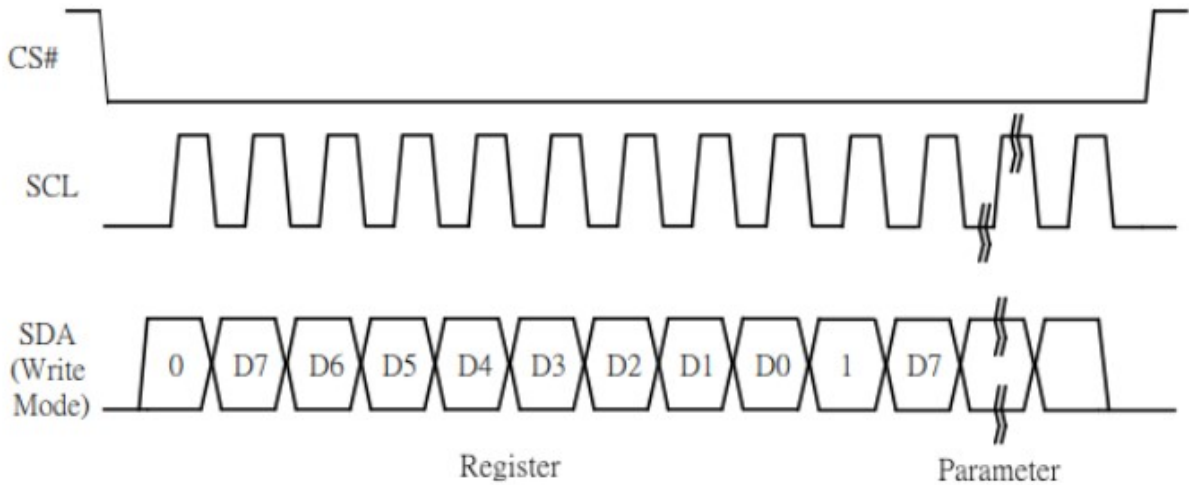 CS#
SCL
SDA
(Write
Mode)
0 D7 D6 D5 D4 D3 D2 D1 D0 1 D7
Register Parameter